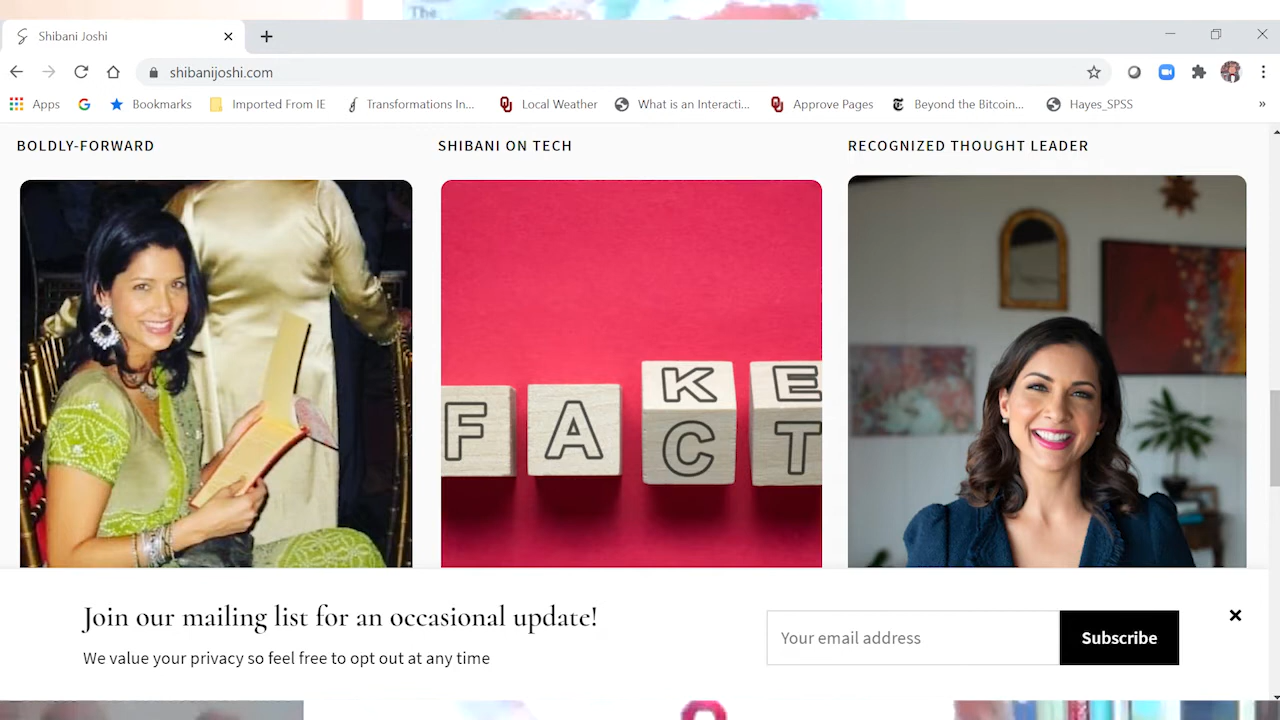 The
Shibani Joshi
shibanijoshi.com
Apps
Bookmarks
Imported From IE
Transformations In...
Local Weather
What is an Interacti...
Approve Pages
Beyond the Bitcoin...
Hayes_SPSS
»
BOLDLY-FORWARD
SHIBANI ON TECH
RECOGNIZED THOUGHT LEADER
K E
F A C T
Join our mailing list for an occasional update!
We value your privacy so feel free to opt out at any time
Your email address
Subscribe